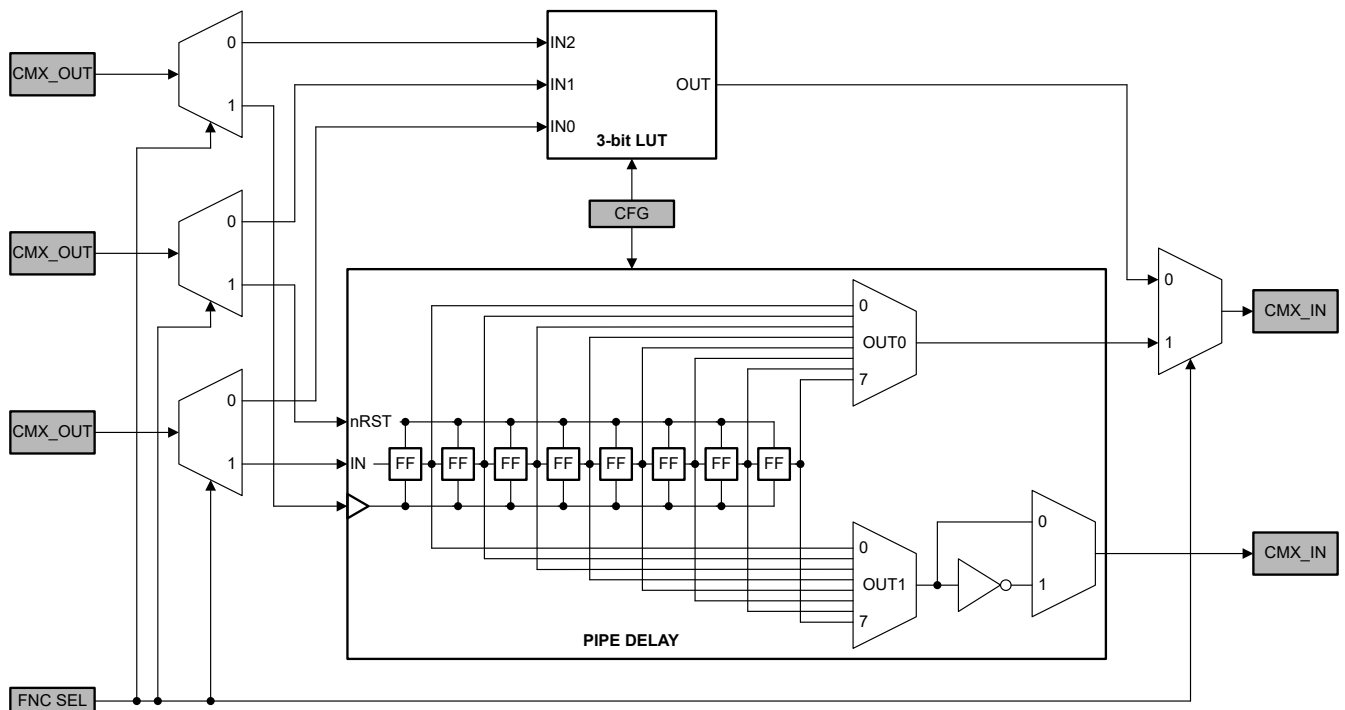 0
CMX_OUT
1
IN2
IN1
IN0
OUT
3-bit LUT
CFG
0
CMX_OUT
1
0
CMX_OUT
1
nRST
IN
FF FF FF FF FF FF FF FF
0
OUT0
7
0
OUT1
7
0
1
PIPE DELAY
0
1
CMX_IN
CMX_IN
FNC SEL